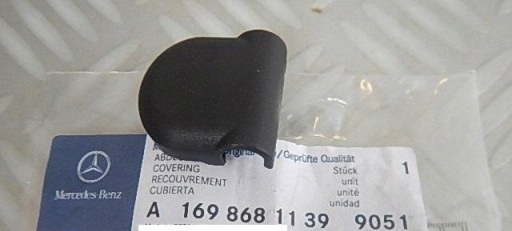 /Geprüfte Qualität
COVERING
RECOUVREMENT
CUBIERTA
Stück
unit
unité
unidad
1
Mercedes-Benz
A 169 868 11 39 9051